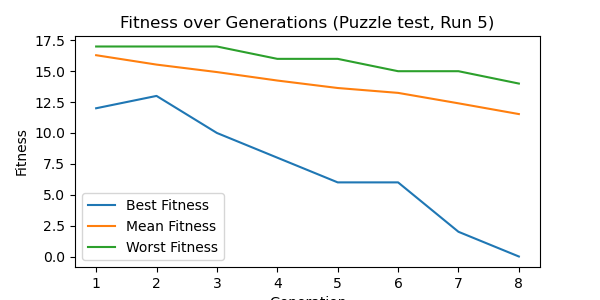 Fitness over Generations (Puzzle test, Run 5)
17.5
15.0
12.5
10.0
7.5
5.0
2.5
0.0
Fitness
Best Fitness
Mean Fitness
Worst Fitness
1 2 3 4 5 6 7 8
Generation